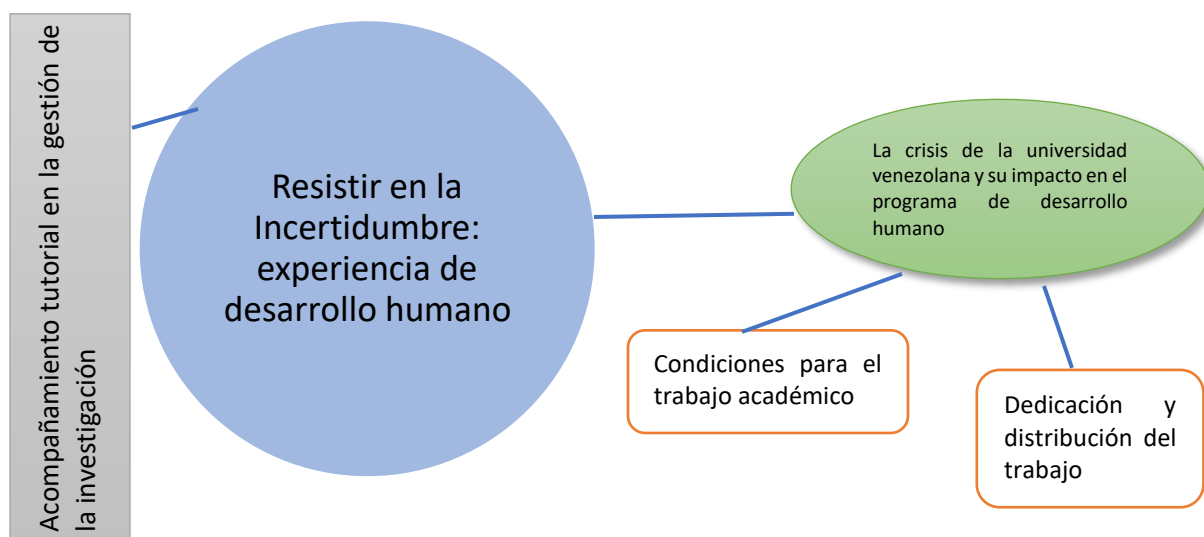 Acompañamiento tutorial en la gestión de
la investigación
Resistir en la
Incertidumbre:
experiencia de
desarrollo humano
La crisis de la universidad
venezolana y su impacto en el
programa de desarrollo
humano
Condiciones para el
trabajo académico
Dedicación y
distribución del
trabajo